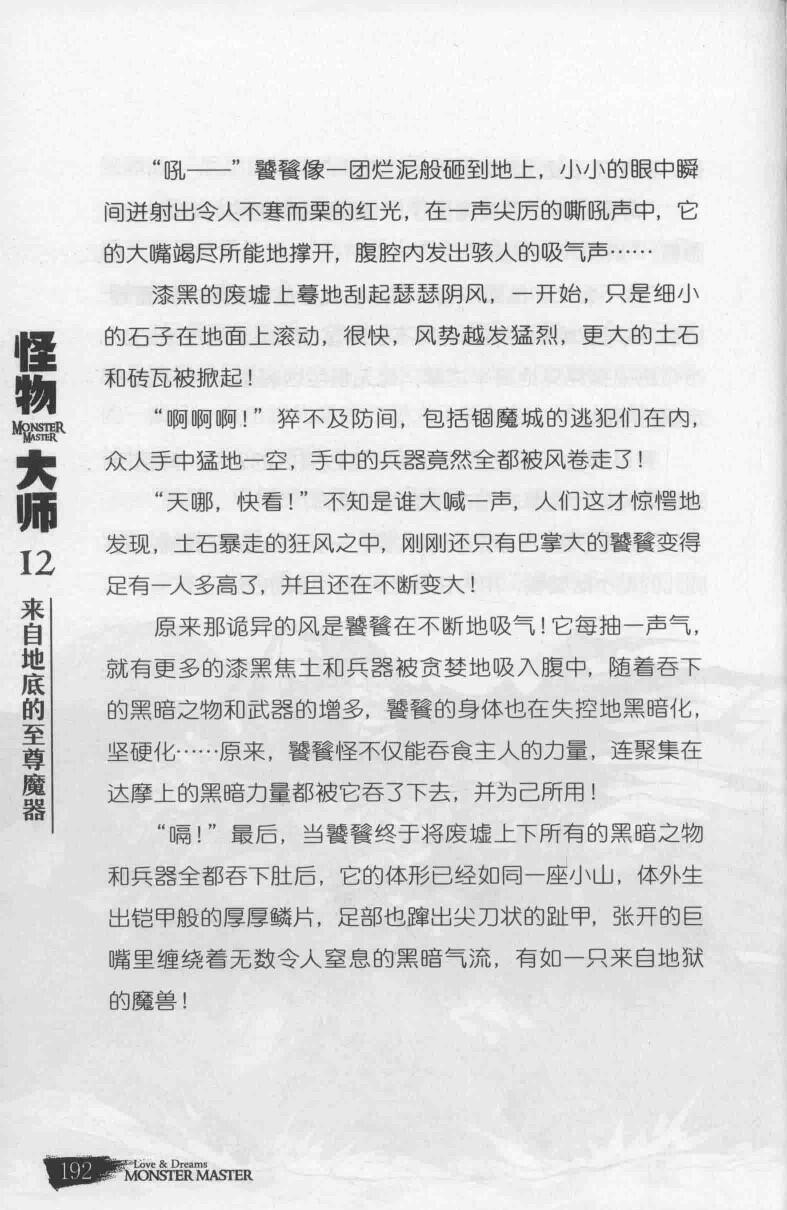 “吼——”饕餮像一团烂泥般砸到地上，小小的眼中瞬
间迸射出令人不寒而栗的红光，在一声尖厉的嘶吼声中，它
的大嘴竭尽所能地撑开，腹腔内发出骇人的吸气声……
漆黑的废墟上蓦地刮起瑟瑟阴风，一开始，只是细小
的石子在地面上滚动，很快，风势越发猛烈，更大的土石
和砖瓦被掀起！
“啊啊啊！”猝不及防间，包括锢魔城的逃犯们在内，
众人手中猛地一空，手中的兵器竟然全都被风卷走了！
“天哪，快看！”不知是谁大喊一声，人们这才惊愕地
发现，土石暴走的狂风之中，刚刚还只有巴掌大的饕餮变得
足有一人多高了，并且还在不断变大！
原来那诡异的风是饕餮在不断地吸气！它每抽一声气，
就有更多的漆黑焦土和兵器被贪婪地吸入腹中，随着吞下
的黑暗之物和武器的增多，饕餮的身体也在失控地黑暗化，
坚硬化……原来，饕餮怪不仅能吞食主人的力量，连聚集在
达摩上的黑暗力量都被它吞了下去，并为己所用！
“嗝！”最后，当饕餮终于将废墟上下所有的黑暗之物
和兵器全都吞下肚后，它的体形已经如同一座小山，体外生
出铠甲般的厚厚鳞片，足部也蹿出尖刀状的趾甲，张开的巨
嘴里缠绕着无数令人窒息的黑暗气流，有如一只来自地狱
的魔兽！
怪物
MONSTER
MASTER
大师
12
来自地底的至尊魔器
192
Love & Dreams
MONSTER MASTER